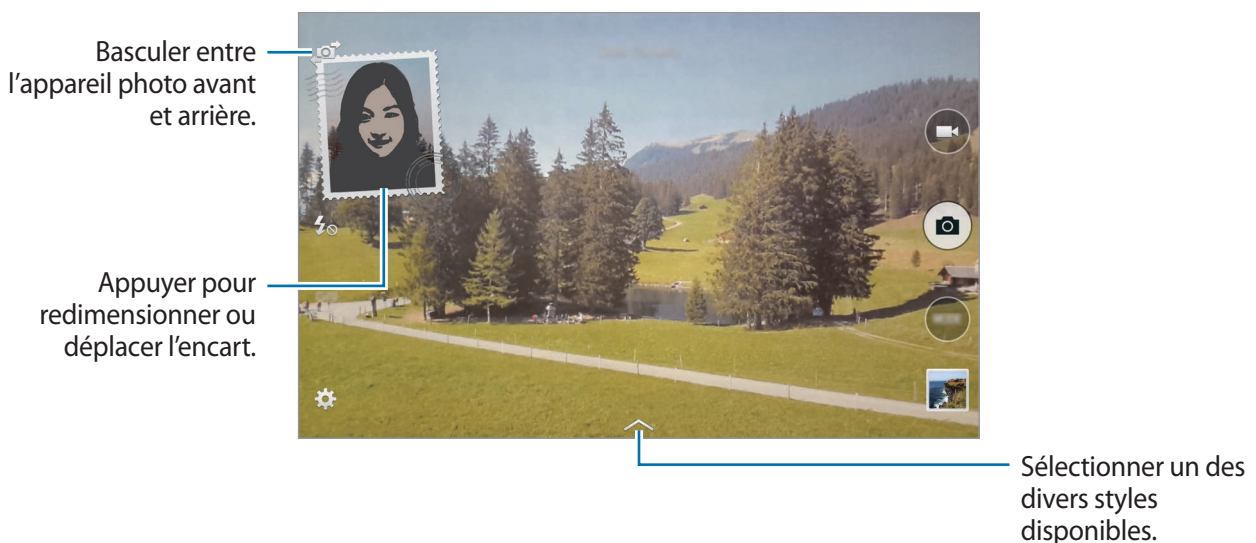 Basculer entre
l’appareil photo avant
et arrière.
Appuyer pour
redimensionner ou
déplacer l’encart.
Sélectionner un des
divers styles
disponibles.